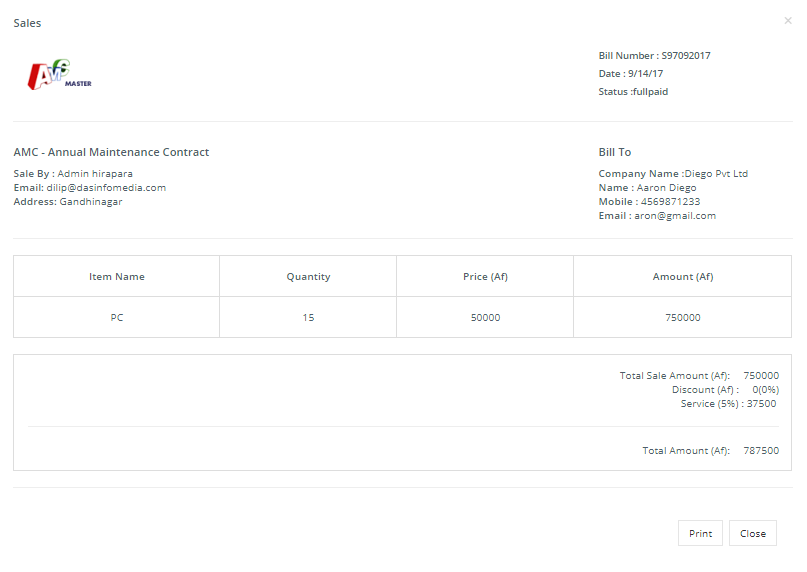 Sales
×
AMC
MASTER
Bill Number : S97092017
Date : 9/14/17
Status :fullpaid
AMC - Annual Maintenance Contract
Sale By : Admin hirapara
Email: dilip@dasinfomedia.com
Address: Gandhinagar
Bill To
Company Name :Diego Pvt Ltd
Name : Aaron Diego
Mobile : 4569871233
Email : aron@gmail.com
Item Name Quantity Price (Af) Amount (Af)
PC 15 50000 750000
Total Sale Amount (Af): 750000
Discount (Af) : 0(0%)
Service (5%) : 37500
Total Amount (Af): 787500
Print Close